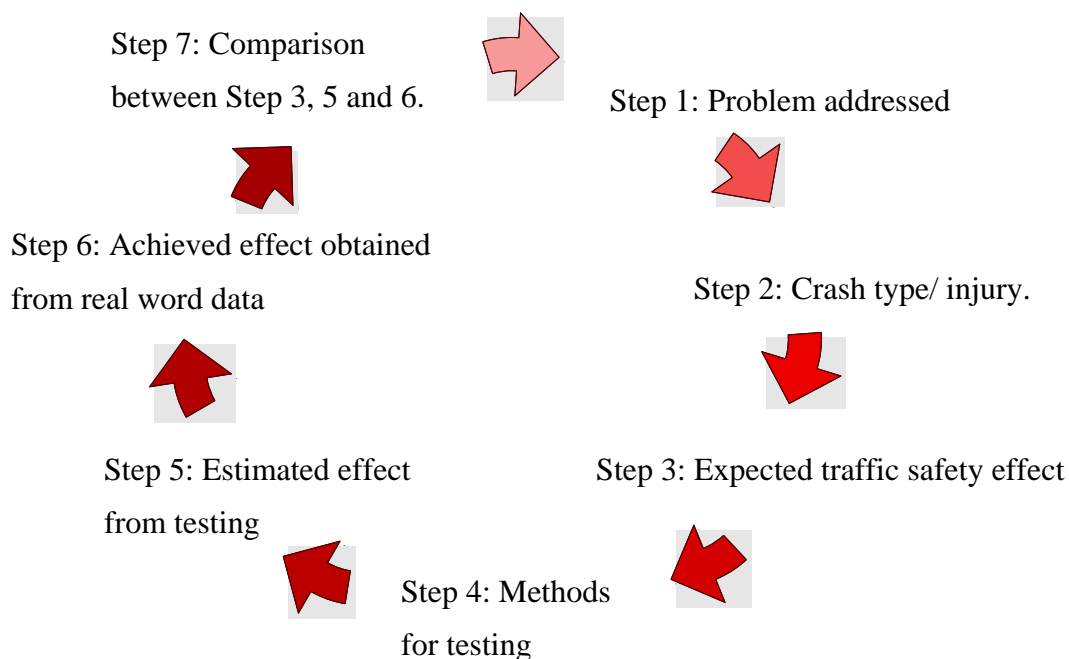 Step 7: Comparison
between Step 3, 5 and 6.
Step 1: Problem addressed
Step 6: Achieved effect obtained
from real word data
Step 2: Crash type/ injury.
Step 5: Estimated effect
from testing
Step 3: Expected traffic safety effect
Step 4: Methods
for testing